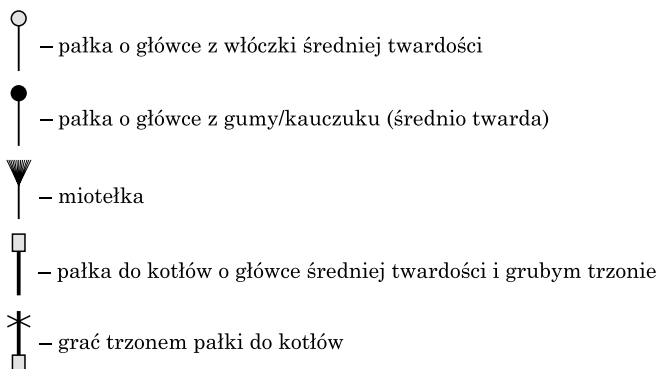 – pałka o główce z włóczki średniej twardości
– pałka o główce z gumy/kauczuku (średnio twarda)
– miotełka
– pałka do kotłów o główce średniej twardości i grubym trzonie
– grać trzonem pałki do kotłów